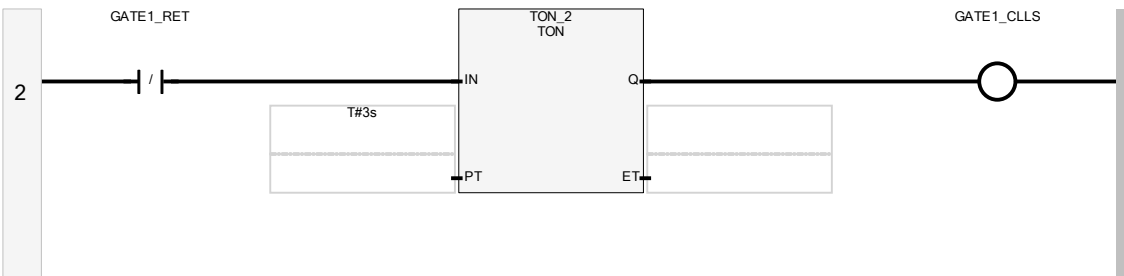 GATE1_RET
TON_2
TON
GATE1_CLLS
2
/
IN
Q
T#3s
PT
ET